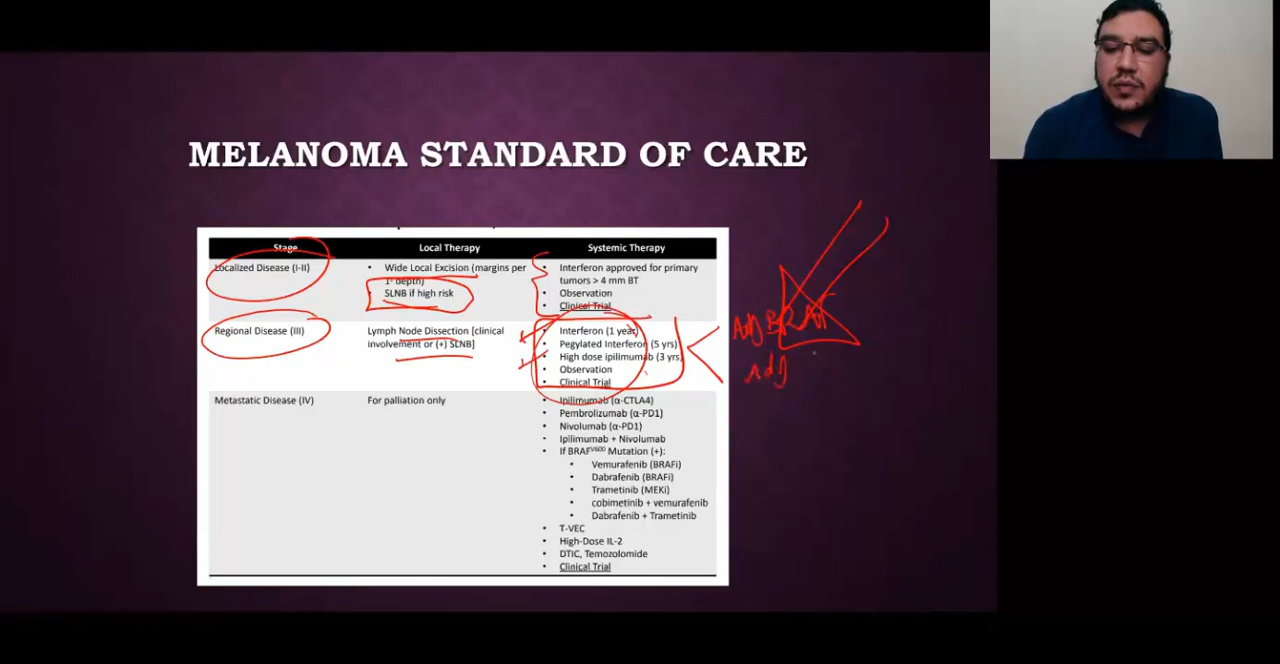 MELANOMA STANDARD OF CARE
Stage Local Therapy Systemic Therapy
Localized Disease (I-II)
• Wide Local Excision (margins per
1° depth)
SLNB if high risk
• Interferon approved for primary
tumors > 4 mm BT
• Observation
• Clinical Trial
Regional Disease (III)
Lymph Node Dissection [clinical
involvement or (+) SLNB]
• Interferon (1 year)
• Pegylated Interferon (5 yrs)
• High dose ipilimumab (3 yrs)
• Observation
• Clinical Trial
Adj BRAF
Adj
Metastatic Disease (IV)
For palliation only
• Ipilimumab (α-CTLA4)
• Pembrolizumab (α-PD1)
• Nivolumab (α-PD1)
• Ipilimumab + Nivolumab
• If BRAFV600 Mutation (+):
• Vemurafenib (BRAFi)
• Dabrafenib (BRAFi)
• Trametinib (MEKi)
• cobimetinib + vemurafenib
• Dabrafenib + Trametinib
• T-VEC
• High-Dose IL-2
• DTIC, Temozolomide
• Clinical Trial